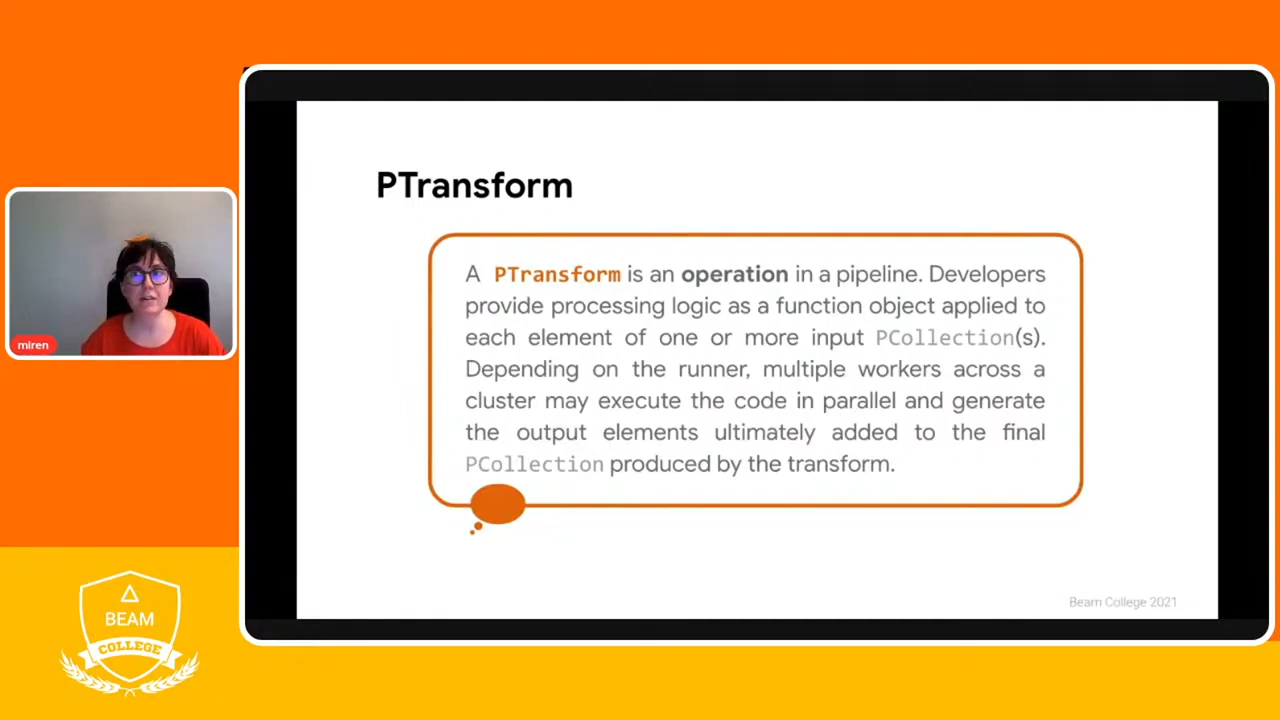 PTransform
A PTransform is an operation in a pipeline. Developers
provide processing logic as a function object applied to
each element of one or more input PCollection(s).
Depending on the runner, multiple workers across a
cluster may execute the code in parallel and generate
the output elements ultimately added to the final
PCollection produced by the transform.
Beam College 2021
miren
BEAM
COLLEGE